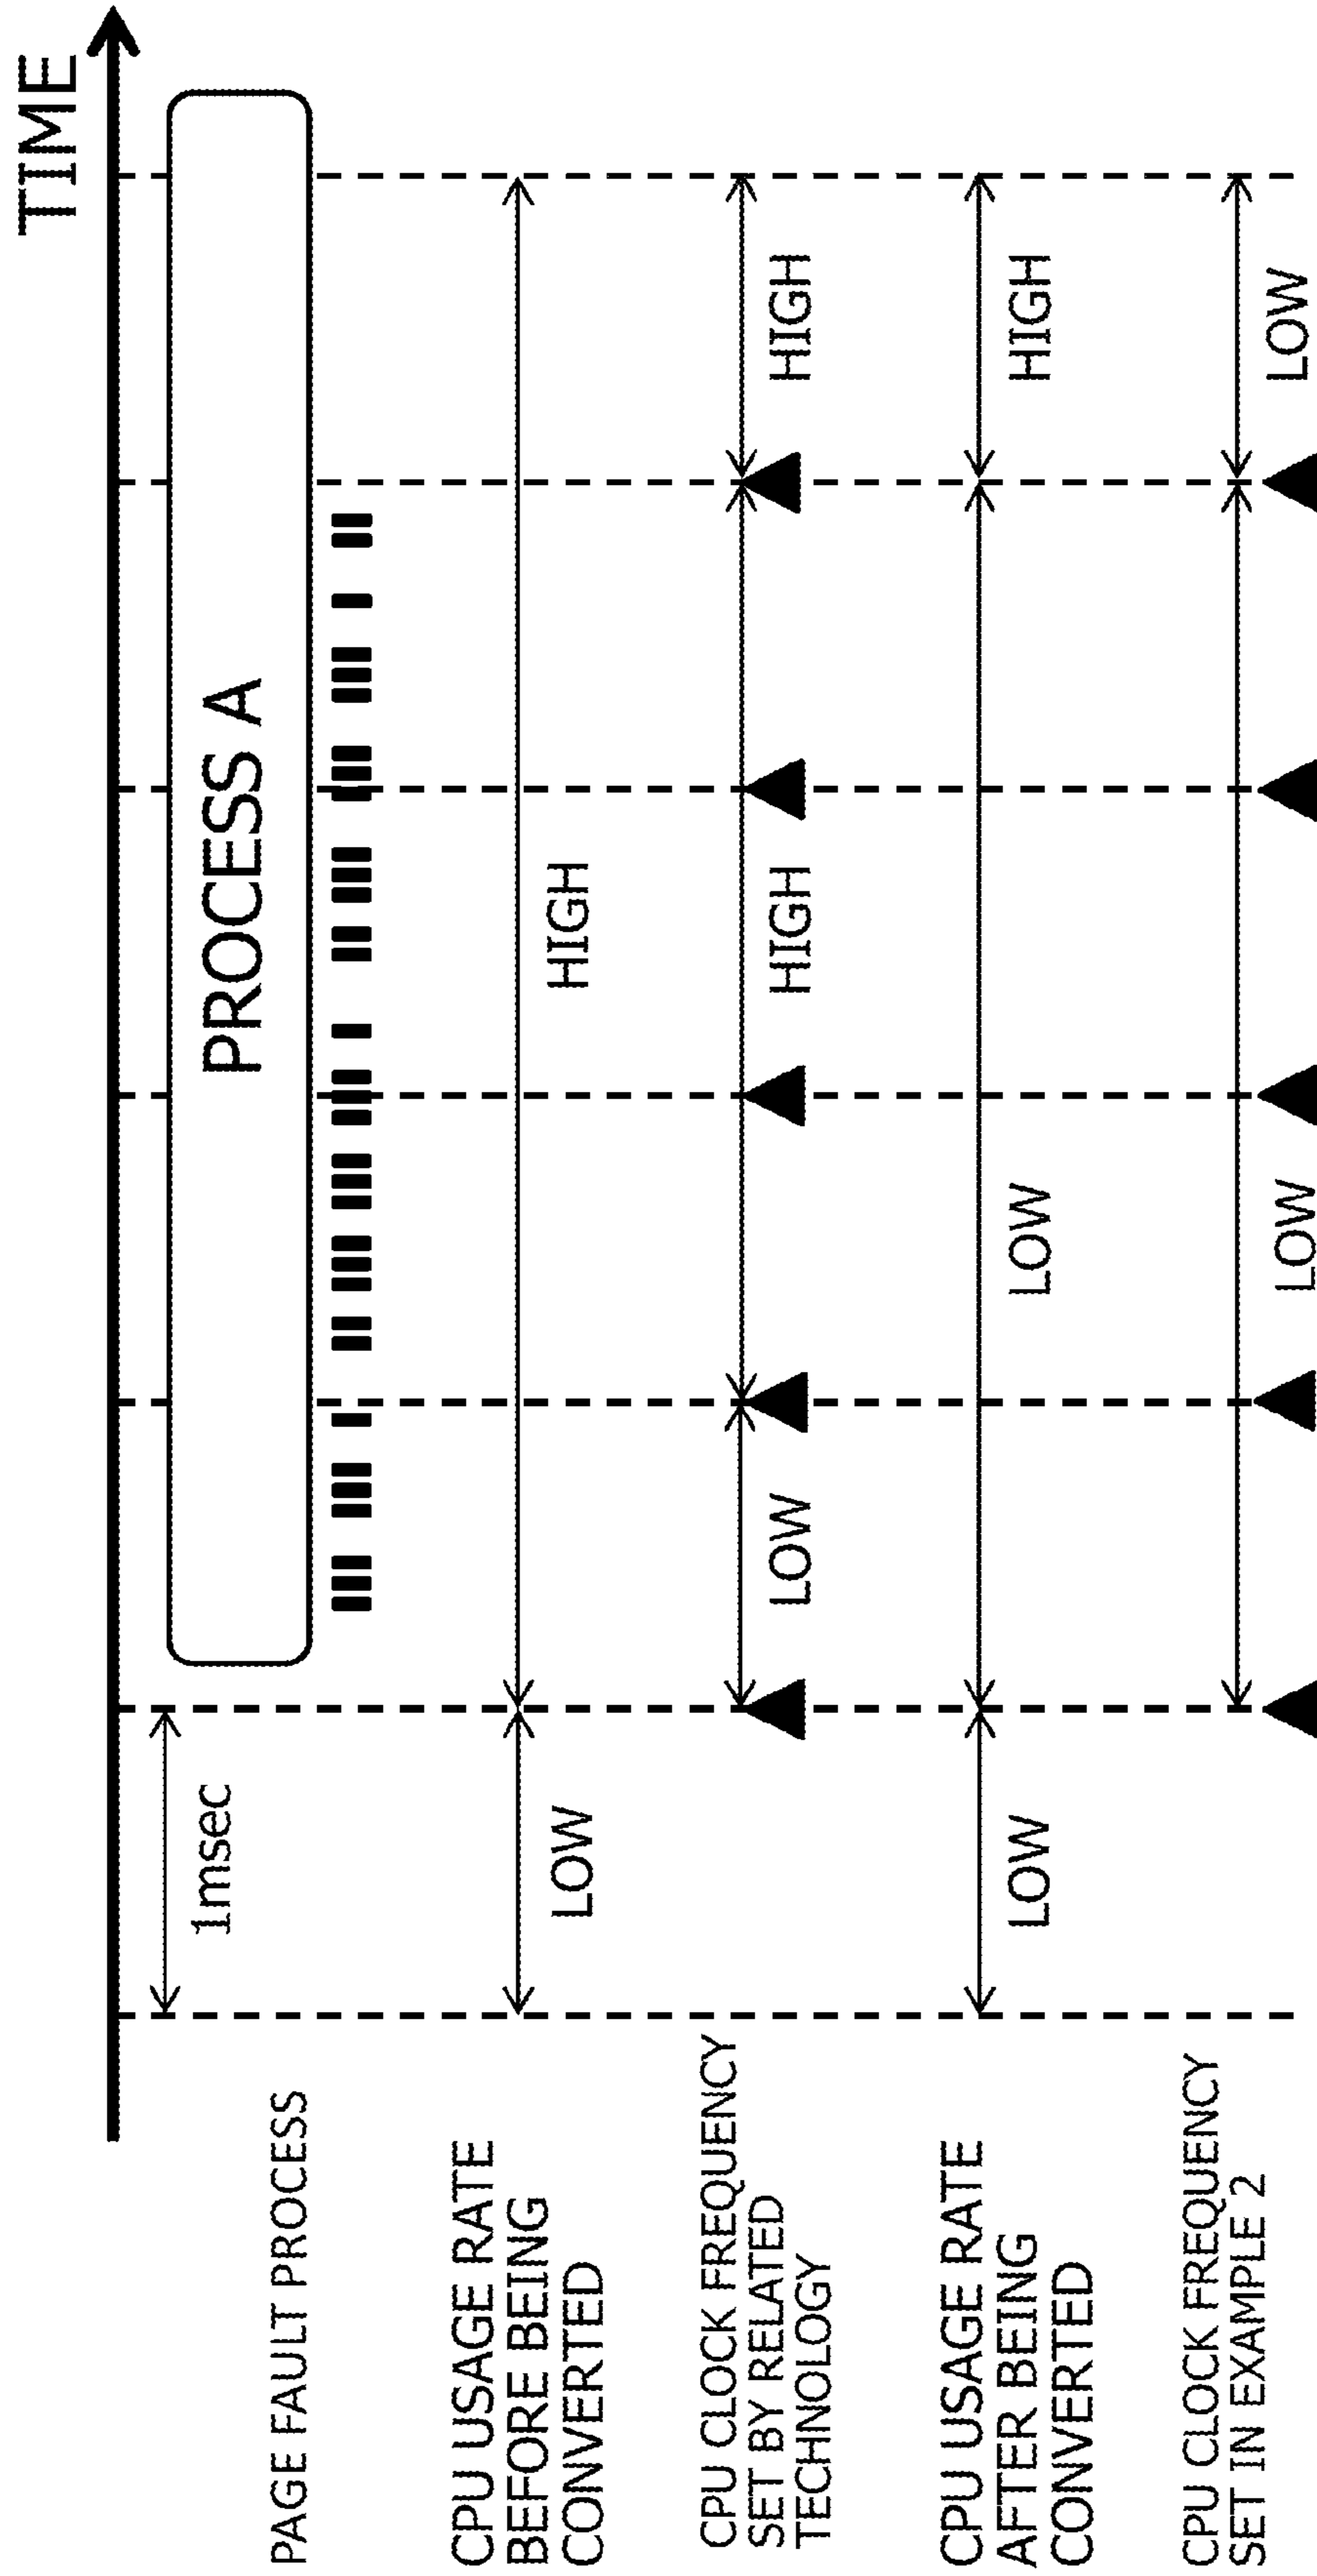 TIME
1msec
PROCESS A
PAGE FAULT PROCESS
CPU USAGE RATE
BEFORE BEING
CONVERTED
LOW
HIGH
CPU CLOCK FREQUENCY
SET BY RELATED
TECHNOLOGY
LOW
HIGH
HIGH
CPU USAGE RATE
AFTER BEING
CONVERTED
LOW
LOW
HIGH
CPU CLOCK FREQUENCY
SET IN EXAMPLE 2
LOW
LOW